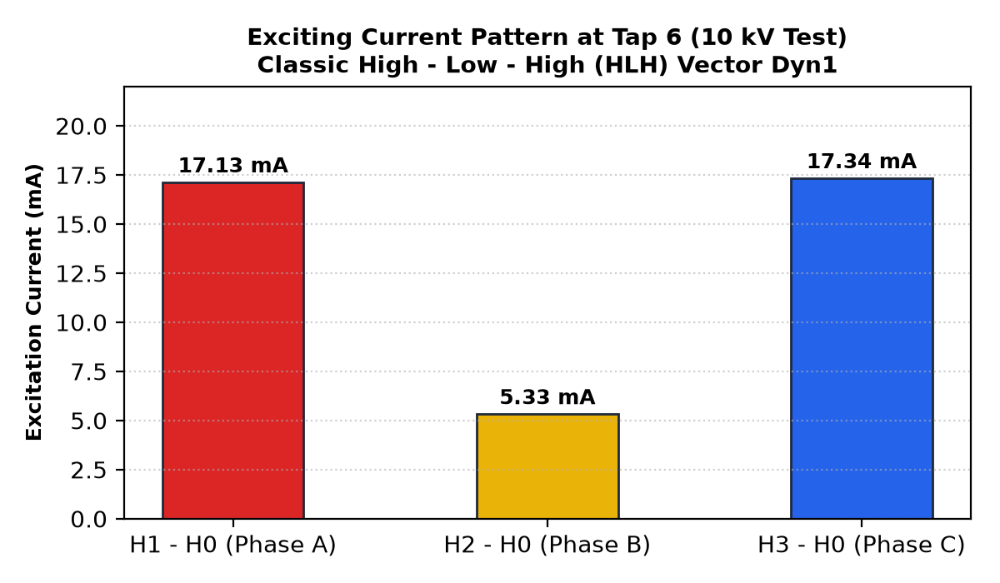 Exciting Current Pattern at Tap 6 (10 kV Test)
Classic High - Low - High (HLH) Vector Dyn1
Excitation Current (mA)
20.0
17.5
15.0
12.5
10.0
7.5
5.0
2.5
0.0
17.13 mA
5.33 mA
17.34 mA
H1 - H0 (Phase A)
H2 - H0 (Phase B)
H3 - H0 (Phase C)